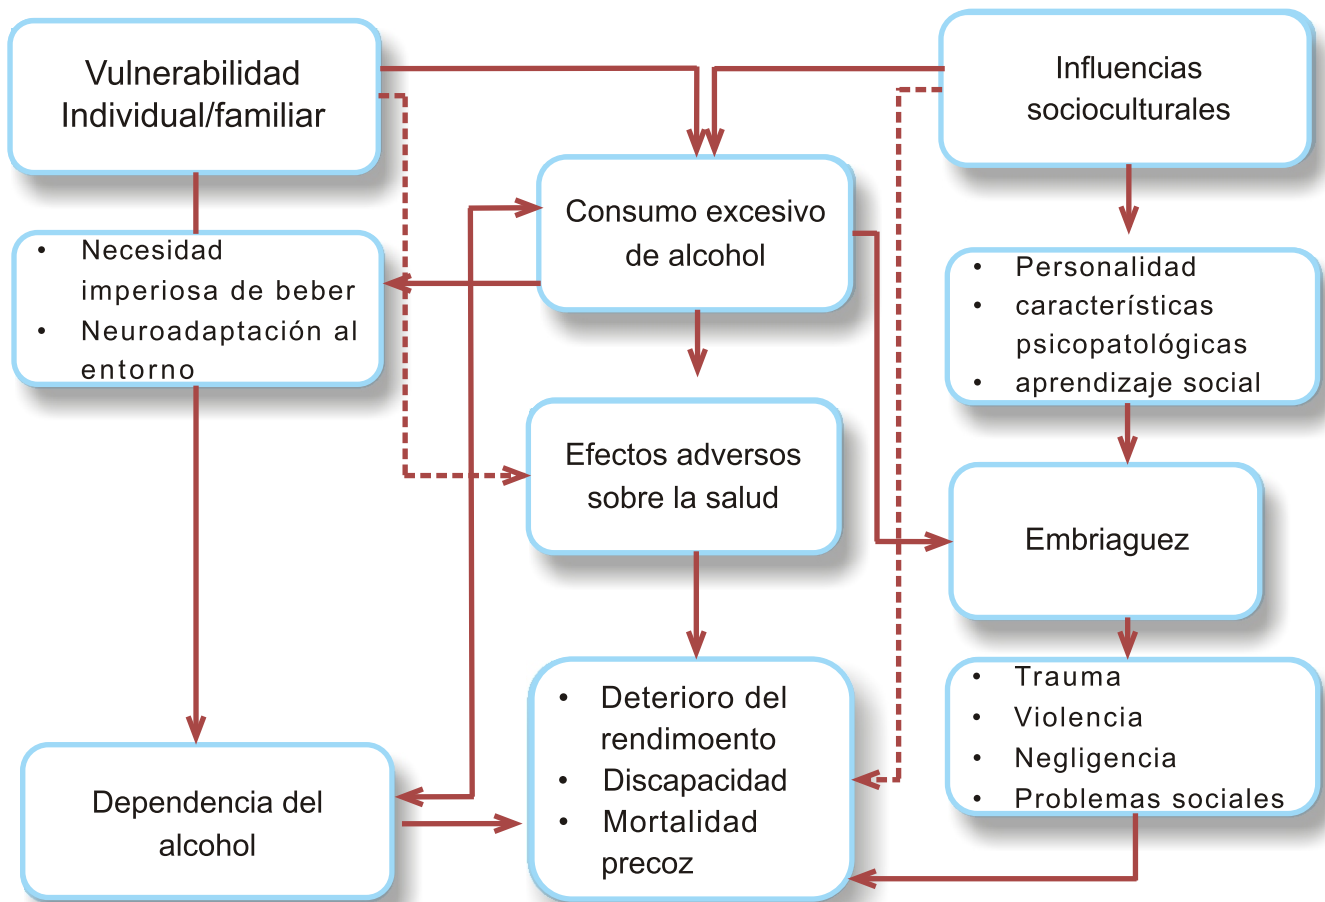 Vulnerabilidad
Individual/familiar
Influencias
socioculturales
Consumo excesivo
de alcohol
• Necesidad
imperiosa de beber
• Neuroadaptación al
entorno
• Personalidad
• características
psicopatológicas
• aprendizaje social
Efectos adversos
sobre la salud
Embriaguez
• Deterioro del
rendimoento
• Discapacidad
• Mortalidad
precoz
• Trauma
• Violencia
• Negligencia
• Problemas sociales
Dependencia del
alcohol